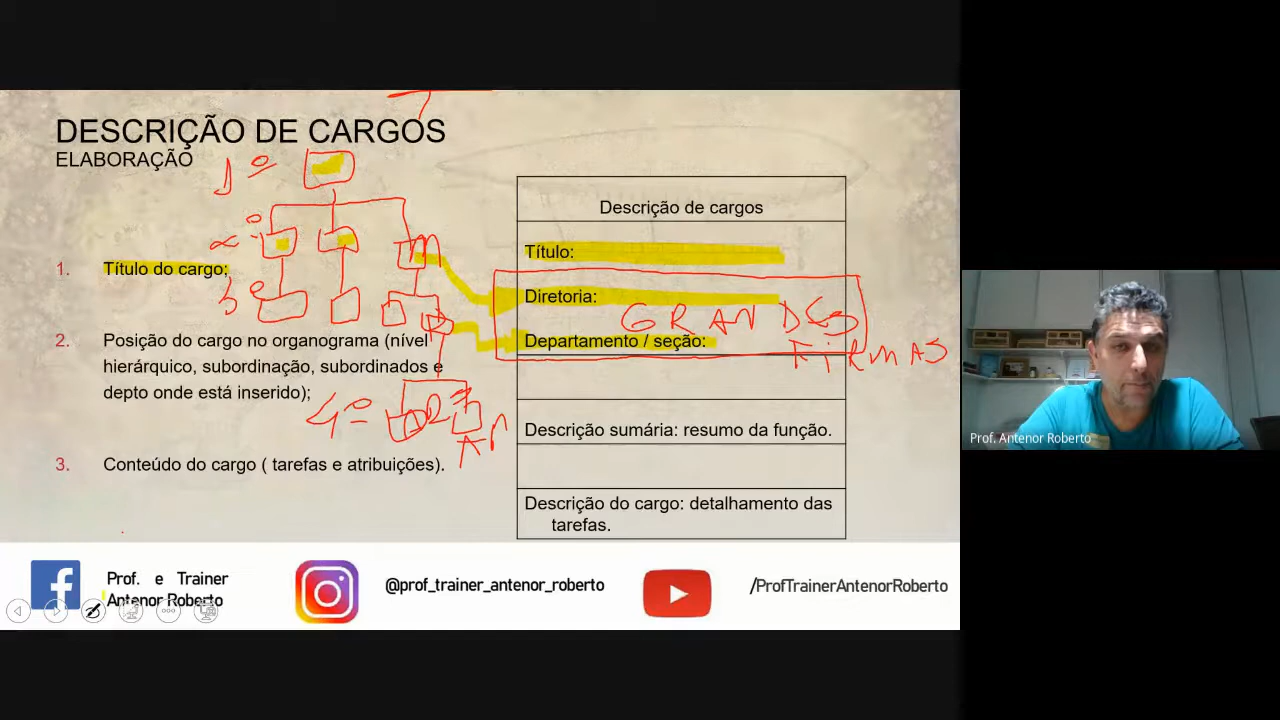 DESCRIÇÃO DE CARGOS
ELABORAÇÃO
1º
2º
3º
4º
1. Título do cargo;
2. Posição do cargo no organograma (nível
hierárquico, subordinação, subordinados e
depto onde está inserido);
3. Conteúdo do cargo ( tarefas e atribuições).
Descrição de cargos
Título:
Diretoria:
GRANDES
Departamento / seção:
FIRMAS
Descrição sumária: resumo da função.
Descrição do cargo: detalhamento das
tarefas.
Prof. Antenor Roberto
Prof. e Trainer
Antenor Roberto
@prof_trainer_antenor_roberto
/ProfTrainerAntenorRoberto